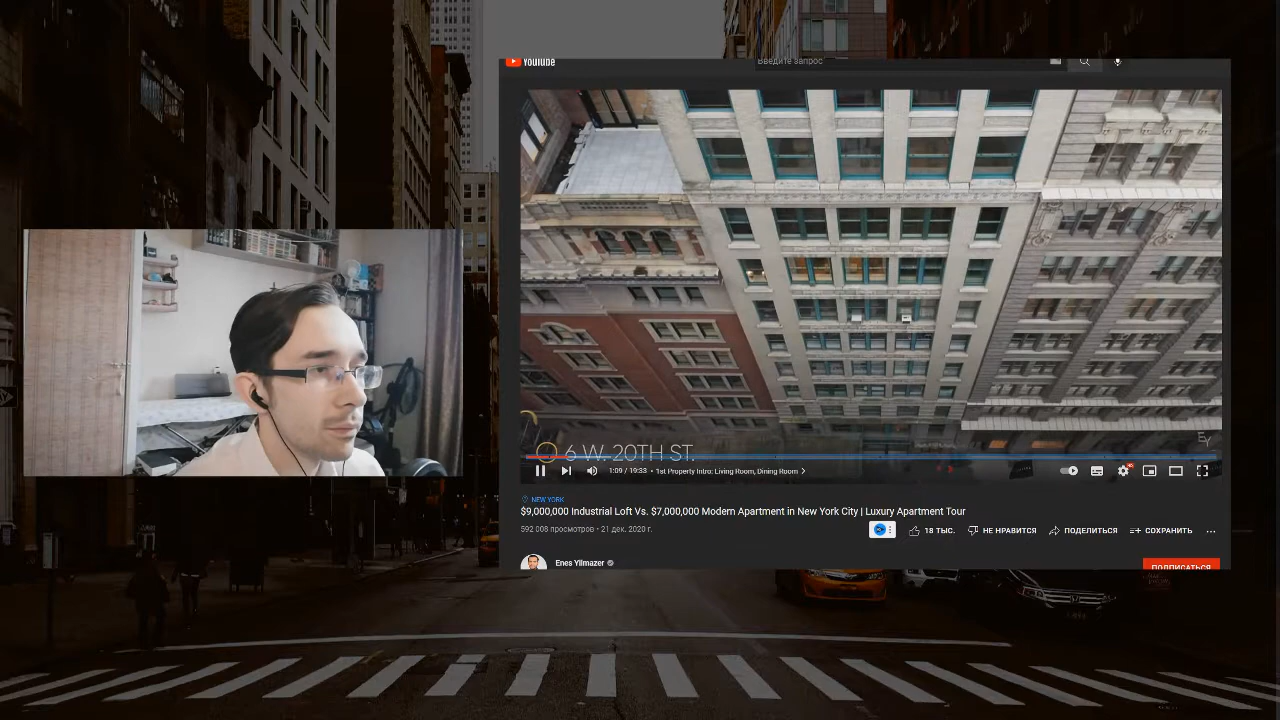 YouTube
Введите запрос
6 W. 20TH ST.
EY
1:09 / 19:33 • 1st Property Intro: Living Room, Dining Room >
NEW YORK
$9,000,000 Industrial Loft Vs. $7,000,000 Modern Apartment in New York City | Luxury Apartment Tour
592 008 просмотров • 21 дек. 2020 г.
18 ТЫС.
НЕ НРАВИТСЯ
ПОДЕЛИТЬСЯ
СОХРАНИТЬ
Enes Yilmazer
ПОДПИСАТЬСЯ